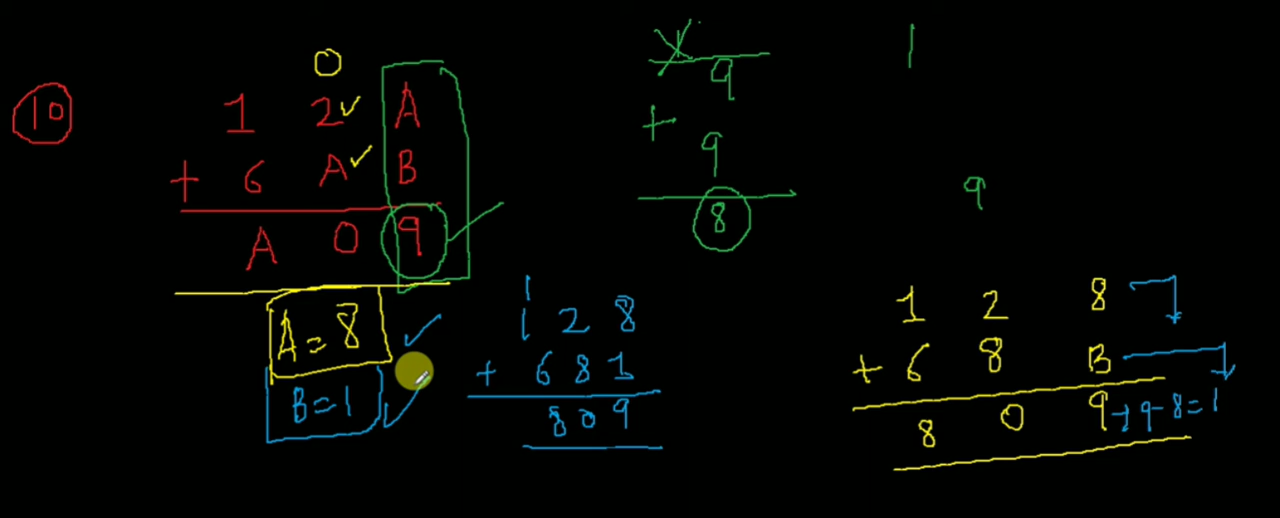 10
0
1 2 A
+ 6 A B
A 0 9
A = 8
B = 1
9
+
9
8
1
9
1
1 2 8
+ 6 8 1
8 0 9
1 2 8
+ 6 8 B
8 0 9 → 9-8=1